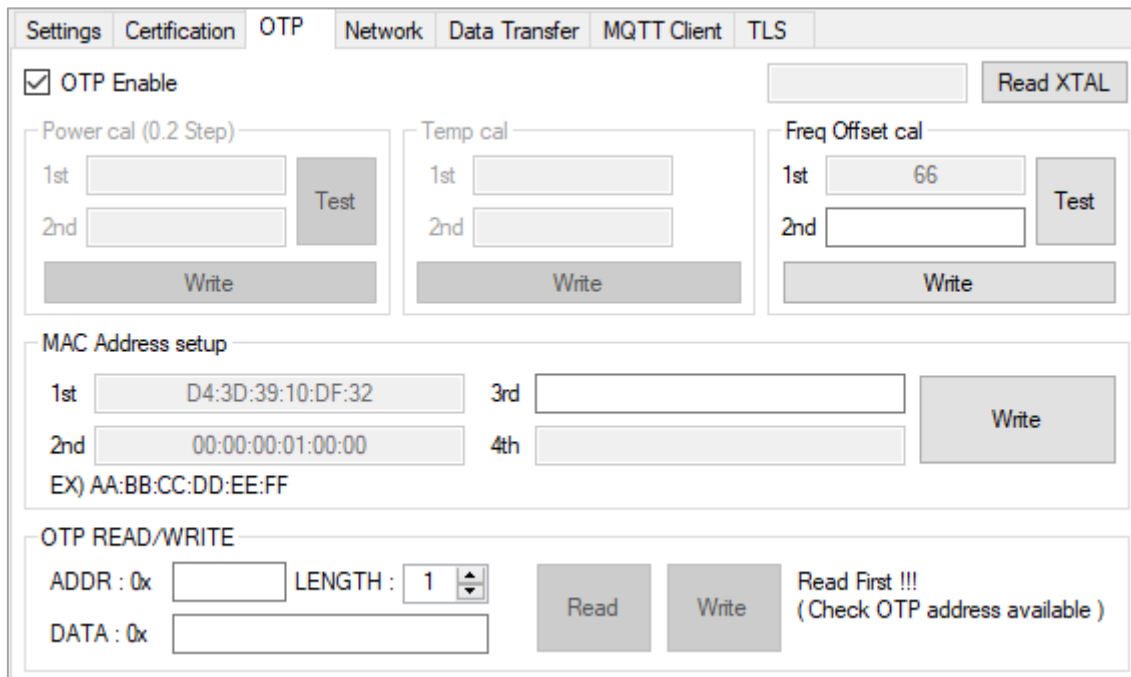 Settings Certification OTP Network Data Transfer MQTT Client TLS
OTP Enable Read XTAL
Power cal (0.2 Step) Temp cal Freq Offset cal
1st Test 1st 1st 66 Test
2nd 2nd 2nd
Write Write Write
MAC Address setup
1st D4:3D:39:10:DF:32 3rd Write
2nd 00:00:00:01:00:00 4th
EX) AA:BB:CC:DD:EE:FF
OTP READ/WRITE
ADDR : 0x LENGTH : 1 Read Write Read First !!!
( Check OTP address available )
DATA : 0x